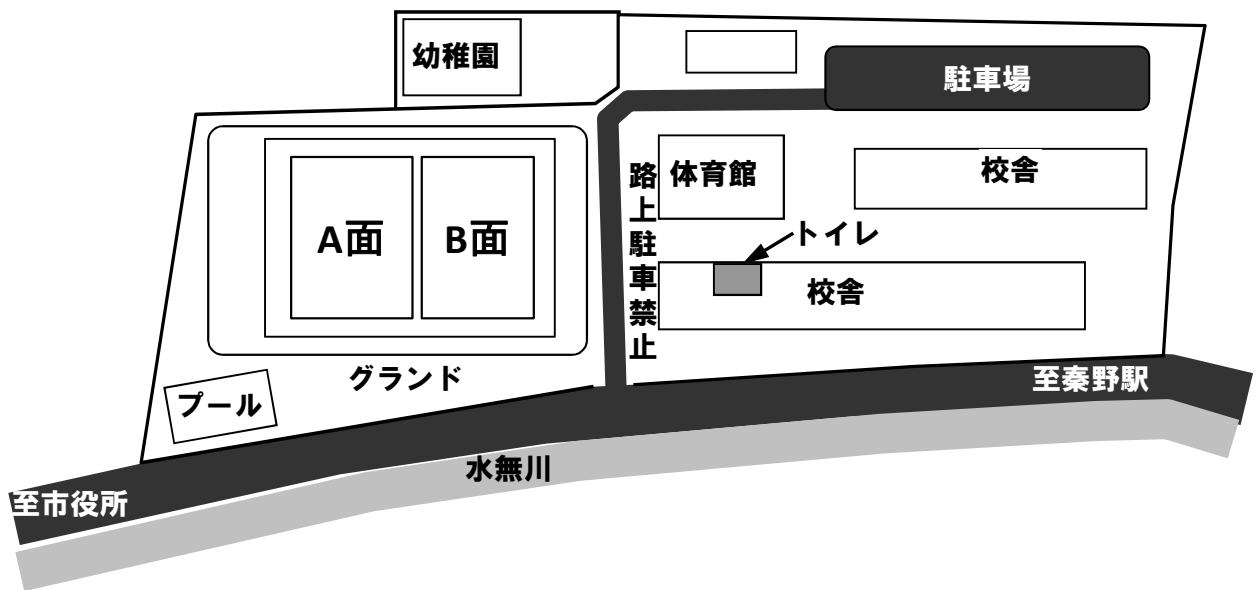 幼稚園
駐車場
路上駐車禁止
体育館
校舎
A面
B面
トイレ
校舎
グランド
プール
至秦野駅
水無川
至市役所